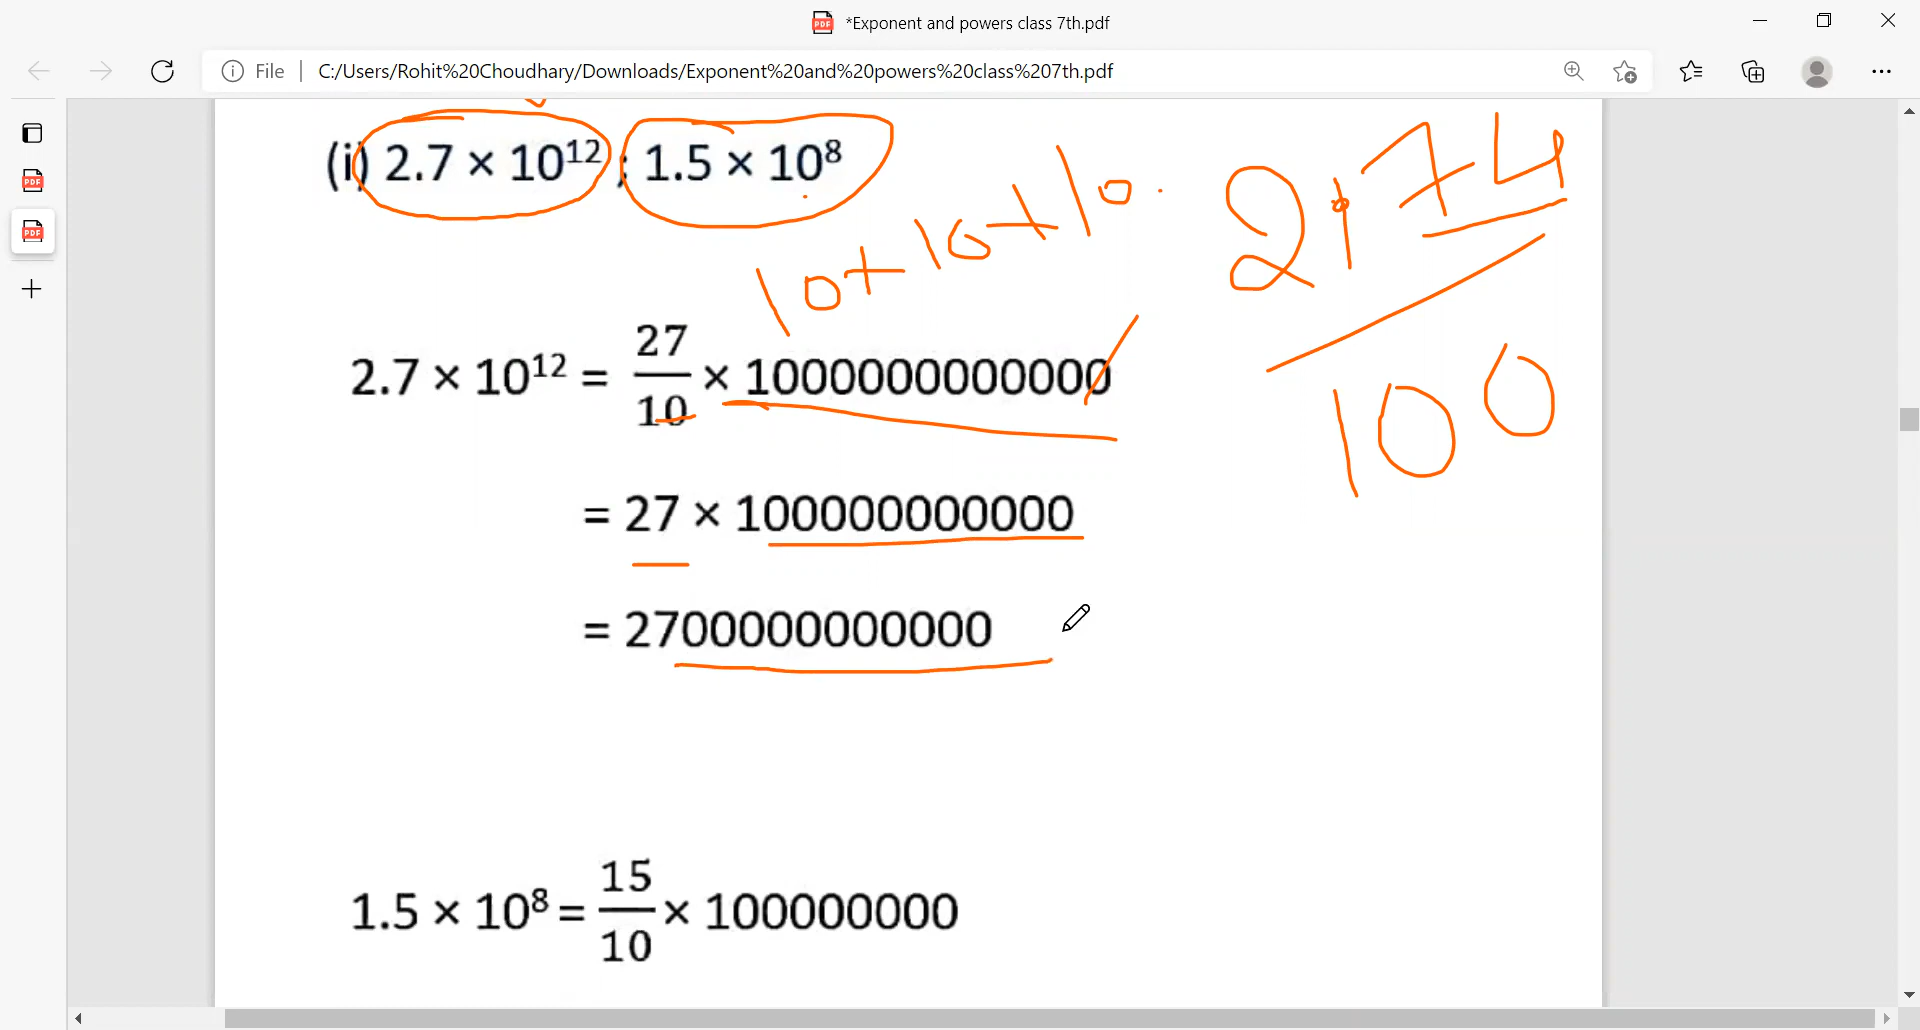 *Exponent and powers class 7th.pdf
File | C:/Users/Rohit%20Choudhary/Downloads/Exponent%20and%20powers%20class%207th.pdf
(i) 2.7 × 10¹² ; 1.5 × 10⁸
10 × 10 × 10
2.74
100
2.7 × 10¹² = 27/10 × 1000000000000
= 27 × 100000000000
= 2700000000000
1.5 × 10⁸ = 15/10 × 100000000